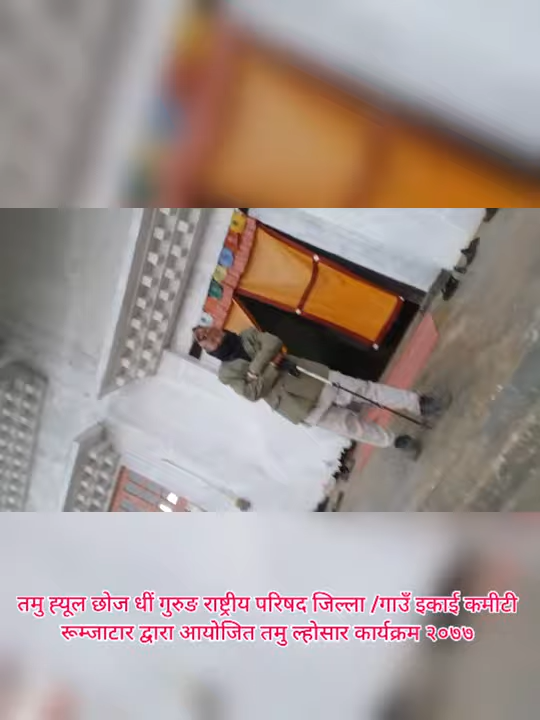 तमु ह्यूल छोज धीं गुरुङ राष्ट्रीय परिषद जिल्ला /गाउँ इकाई कमीटी
रूम्जाटार द्वारा आयोजित तमु ल्होसार कार्यक्रम २०७७